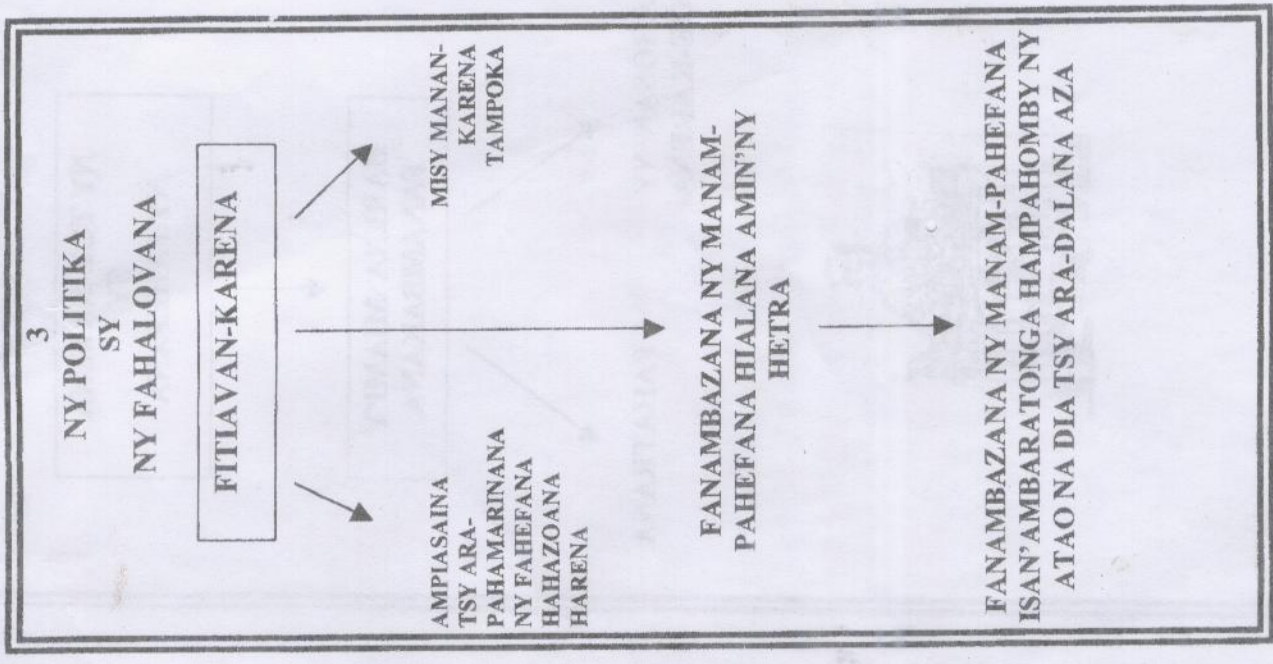 3
NY POLITIKA
SY
NY FAHALOVANA
FITIAVAN-KARENA
AMPIASAINA
TSY ARA-
PAHAMARINANA
NY FAHEFANA
HAHAZOANA
HARENA
MISY MANAN-
KARENA
TAMPOKA
FANAMBAZANA NY MANAM-
PAHEFANA HIALANA AMIN'NY
HETRA
FANAMBAZANA NY MANAM-PAHEFANA
ISAN'AMBARATONGA HAMPAHOMBY NY
ATAO NA DIA TSY ARA-DALANA AZA